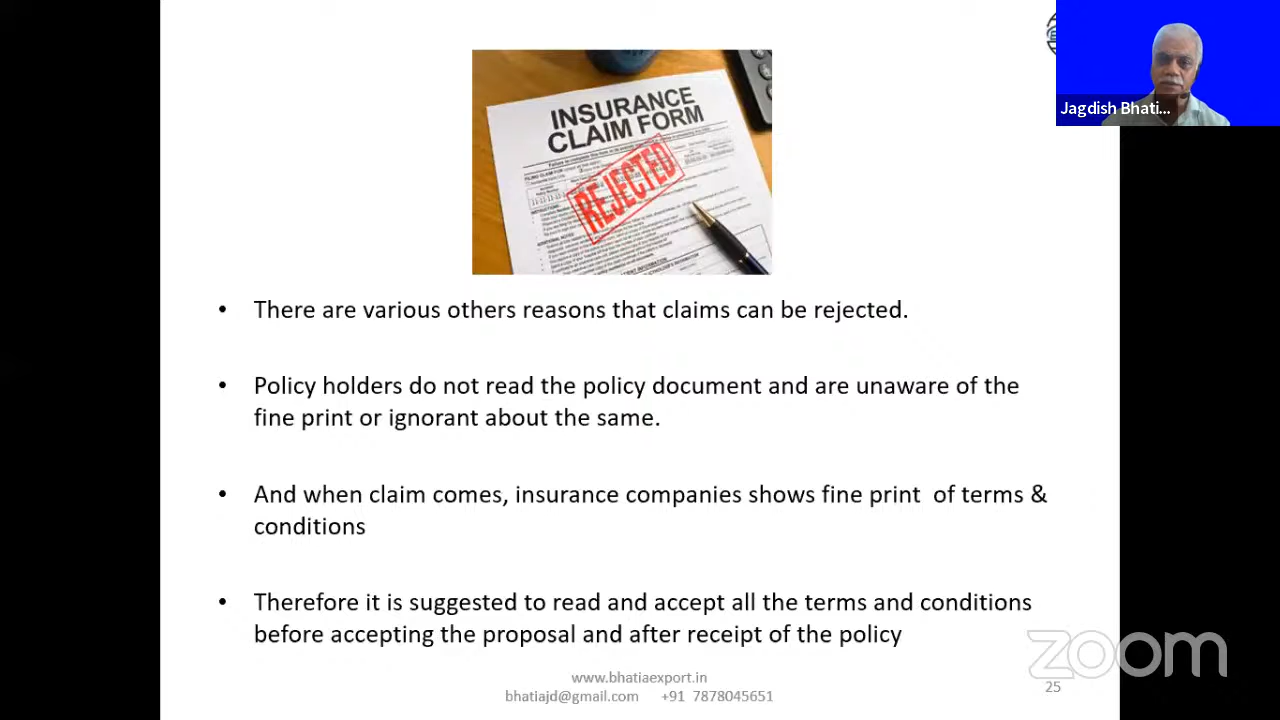 INSURANCE
CLAIM FORM
REJECTED
Jagdish Bhati...
• There are various others reasons that claims can be rejected.
• Policy holders do not read the policy document and are unaware of the
fine print or ignorant about the same.
• And when claim comes, insurance companies shows fine print of terms &
conditions
• Therefore it is suggested to read and accept all the terms and conditions
before accepting the proposal and after receipt of the policy
zoom
www.bhatiaexport.in
bhatiajd@gmail.com +91 7878045651
25